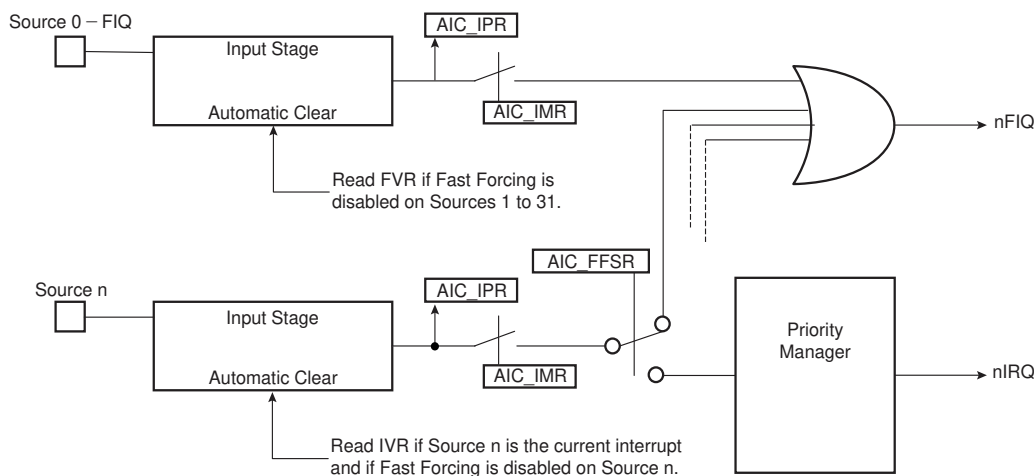 Source 0 – FIQ
AIC_IPR
Input Stage
Automatic Clear
AIC_IMR
nFIQ
Read FVR if Fast Forcing is
disabled on Sources 1 to 31.
AIC_FFSR
Source n
AIC_IPR
Input Stage
Priority
Manager
Automatic Clear
AIC_IMR
nIRQ
Read IVR if Source n is the current interrupt
and if Fast Forcing is disabled on Source n.